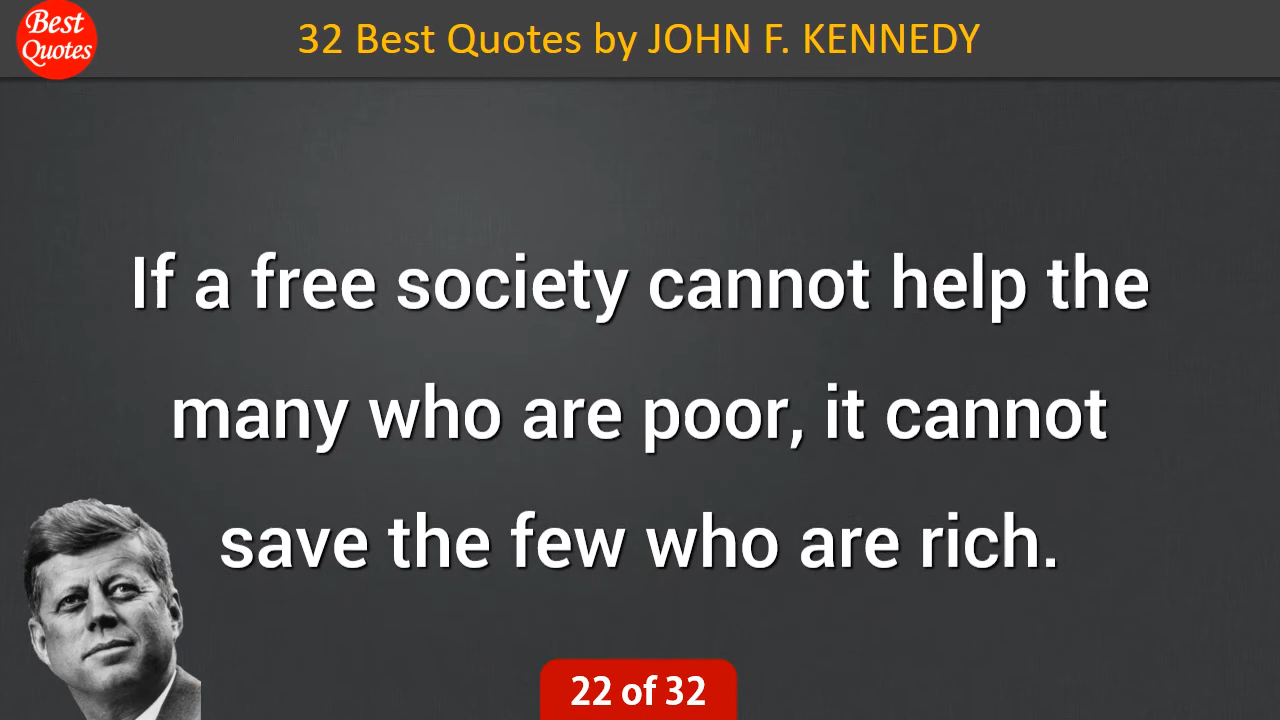 Best
Quotes
32 Best Quotes by JOHN F. KENNEDY
If a free society cannot help the
many who are poor, it cannot
save the few who are rich.
22 of 32